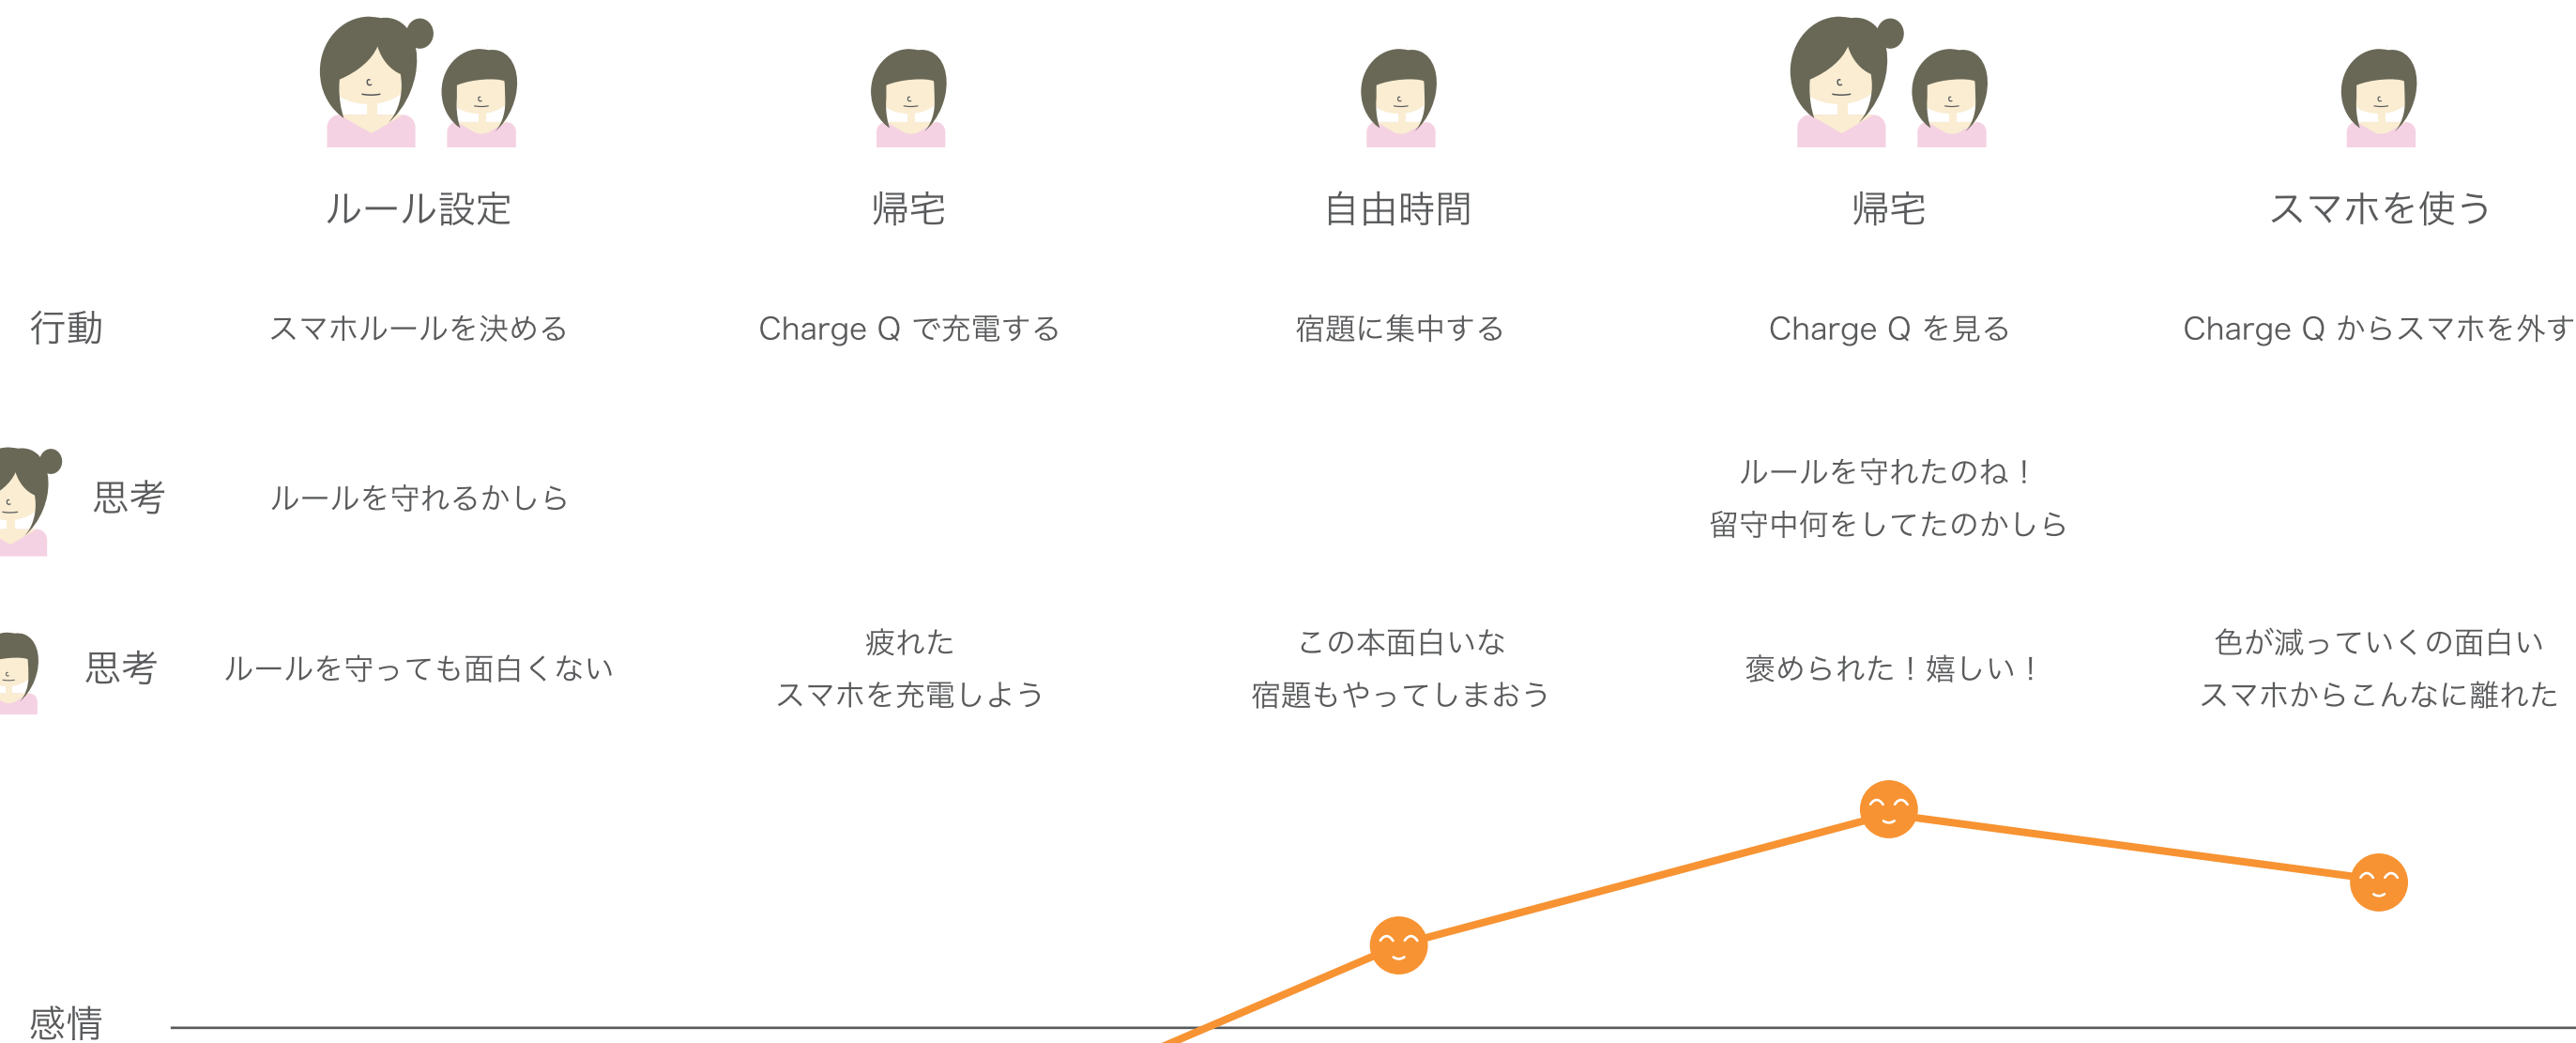 ルール設定
帰宅
自由時間
帰宅
スマホを使う
行動
スマホルールを決める
Charge Q で充電する
宿題に集中する
Charge Q を見る
Charge Q からスマホを外す
思考
ルールを守れるかしら
ルールを守れたのね！
留守中何をしてたのかしら
思考
ルールを守っても面白くない
疲れた
スマホを充電しよう
この本面白いな
宿題もやってしまおう
褒められた！嬉しい！
色が減っていくの面白い
スマホからこんなに離れた
感情